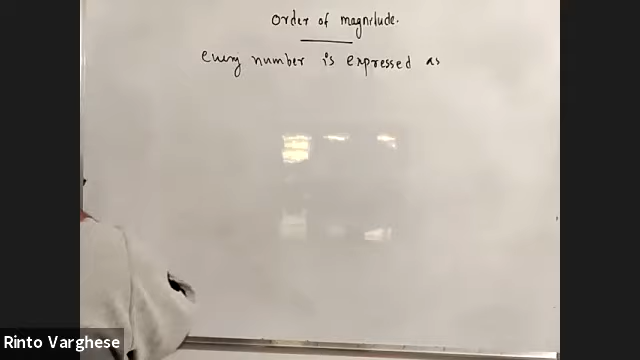 Order of magnitude.
Every number is expressed as
Rinto Varghese